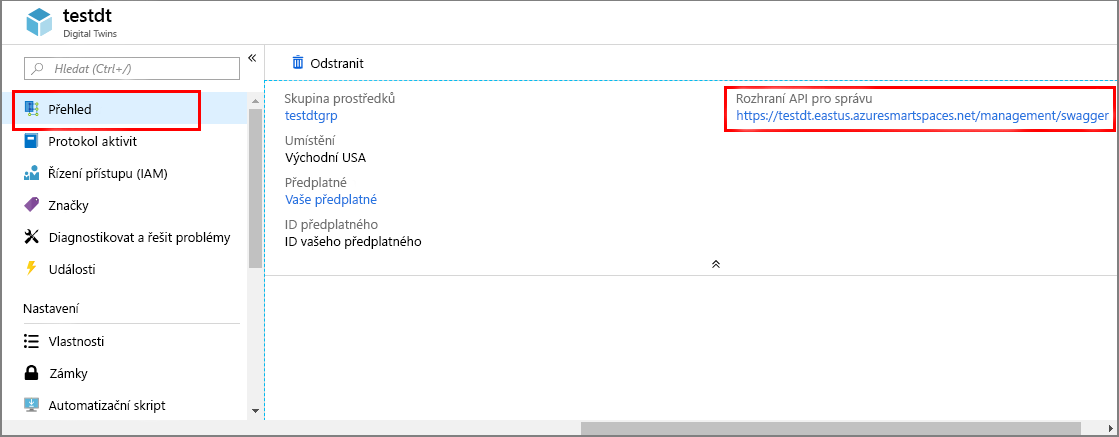 testdt
Digital Twins
Hledat (Ctrl+/)
Přehled
Protokol aktivit
Řízení přístupu (IAM)
Značky
Diagnostikovat a řešit problémy
Události
Nastavení
Vlastnosti
Zámky
Automatizační skript
Odstranit
Skupina prostředků
testdtgrp
Umístění
Východní USA
Předplatné
Vaše předplatné
ID předplatného
ID vašeho předplatného
Rozhraní API pro správu
https://testdt.eastus.azuresmartspaces.net/management/swagger